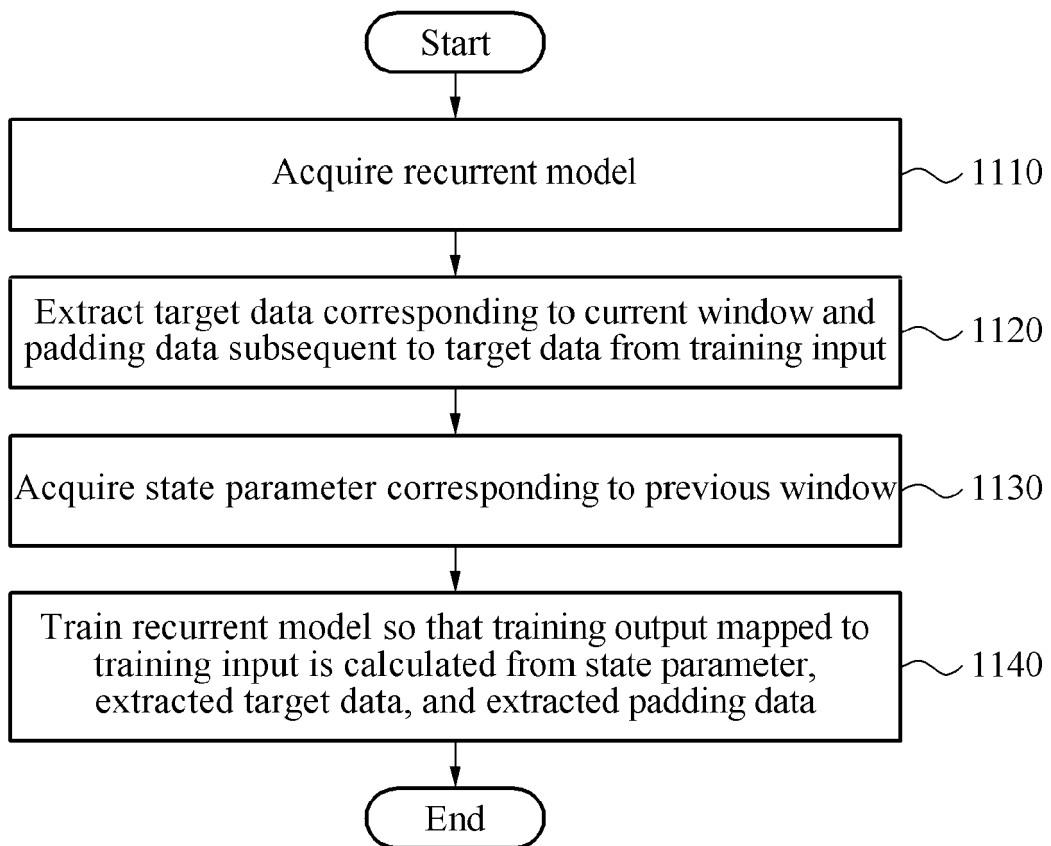 Start
Acquire recurrent model
1110
Extract target data corresponding to current window and
padding data subsequent to target data from training input
1120
Acquire state parameter corresponding to previous window
1130
Train recurrent model so that training output mapped to
training input is calculated from state parameter,
extracted target data, and extracted padding data
1140
End